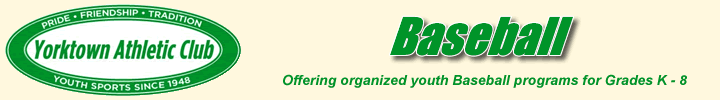 PRIDE • FRIENDSHIP • TRADITION
Yorktown Athletic Club
YOUTH SPORTS SINCE 1948
Baseball
Offering organized youth Baseball programs for Grades K - 8